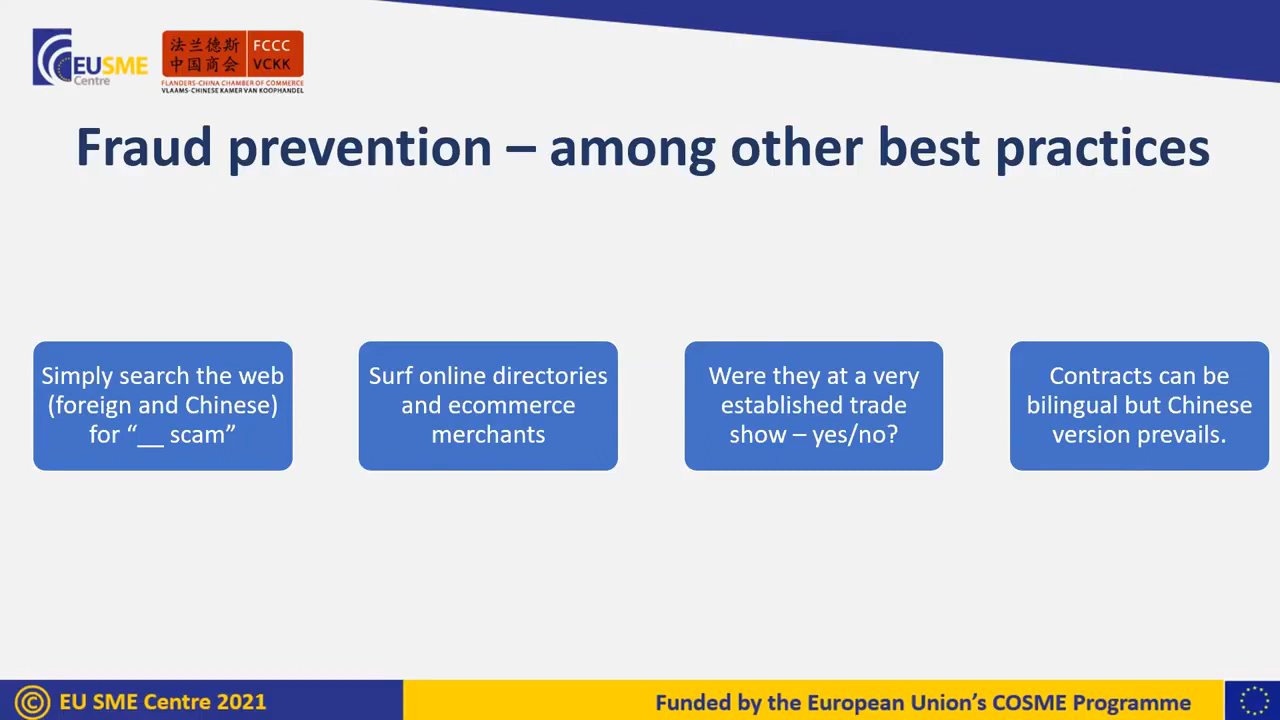 EUSME
Centre
法兰德斯
中国商会
FCCC
VCKK
FLANDERS-CHINA CHAMBER OF COMMERCE
VLAAMS-CHINESE KAMER VAN KOOPHANDEL
Fraud prevention – among other best practices
Simply search the web
(foreign and Chinese)
for “__ scam”
Surf online directories
and ecommerce
merchants
Were they at a very
established trade
show – yes/no?
Contracts can be
bilingual but Chinese
version prevails.
© EU SME Centre 2021
Funded by the European Union’s COSME Programme